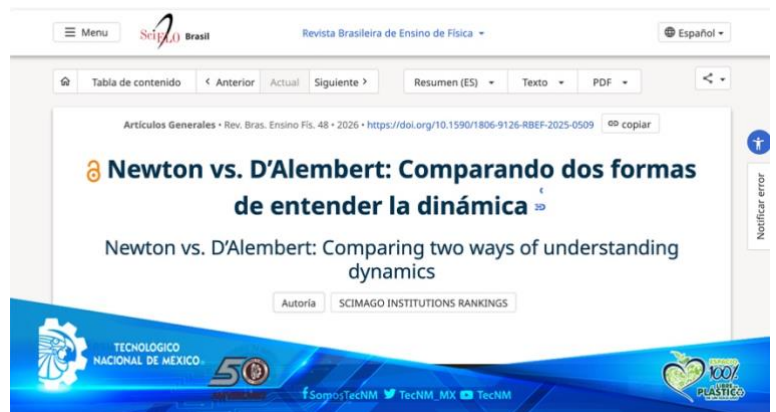 Menu
SciELO Brasil
Revista Brasileira de Ensino de Física
Español
Tabla de contenido
Anterior
Actual
Siguiente
Resumen (ES)
Texto
PDF
Artículos Generales • Rev. Bras. Ensino Fís. 48 • 2026 • https://doi.org/10.1590/1806-9126-RBEF-2025-0509
copiar
Newton vs. D'Alembert: Comparando dos formas
de entender la dinámica
Newton vs. D'Alembert: Comparing two ways of understanding
dynamics
Autoría
SCIMAGO INSTITUTIONS RANKINGS
Notificar error
TECNOLÓGICO
NACIONAL DE MÉXICO
50
SomosTecNM
TecNM_MX
TecNM
ESPACIO
100%
LIBRE DE
PLÁSTICO